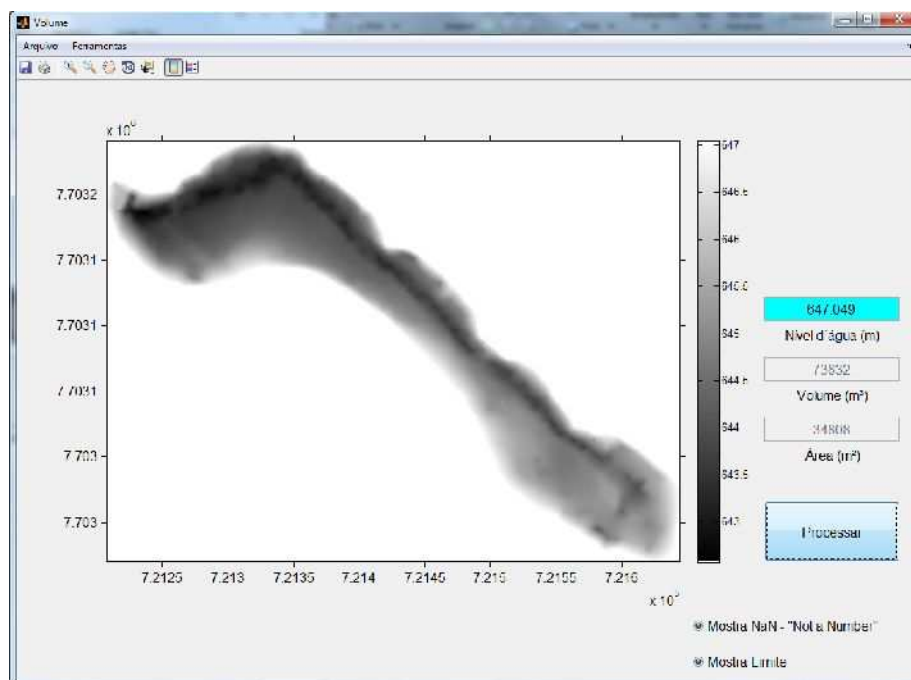 Volume
Arquivo Ferramentas
7.7032
7.7031
7.7031
7.7031
7.703
7.703
7.2125 7.213 7.2135 7.214 7.2145 7.215 7.2155 7.216
647
646.5
646
645.5
645
644.5
644
643.5
643
647.049
Nível d´água (m)
73832
Volume (m³)
34808
Área (m²)
Processar
Mostra NaN - "Not a Number"
Mostra Limite